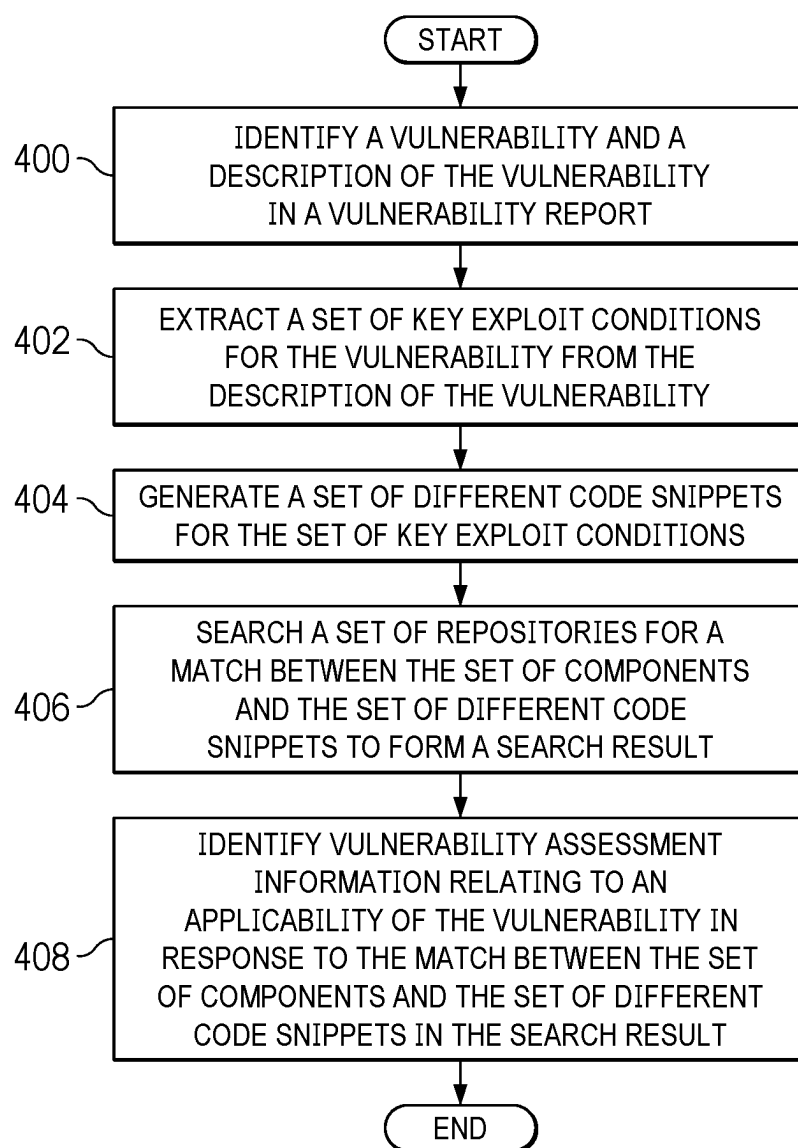 START
400
IDENTIFY A VULNERABILITY AND A
DESCRIPTION OF THE VULNERABILITY
IN A VULNERABILITY REPORT
402
EXTRACT A SET OF KEY EXPLOIT CONDITIONS
FOR THE VULNERABILITY FROM THE
DESCRIPTION OF THE VULNERABILITY
404
GENERATE A SET OF DIFFERENT CODE SNIPPETS
FOR THE SET OF KEY EXPLOIT CONDITIONS
406
SEARCH A SET OF REPOSITORIES FOR A
MATCH BETWEEN THE SET OF COMPONENTS
AND THE SET OF DIFFERENT CODE
SNIPPETS TO FORM A SEARCH RESULT
408
IDENTIFY VULNERABILITY ASSESSMENT
INFORMATION RELATING TO AN
APPLICABILITY OF THE VULNERABILITY IN
RESPONSE TO THE MATCH BETWEEN THE SET
OF COMPONENTS AND THE SET OF DIFFERENT
CODE SNIPPETS IN THE SEARCH RESULT
END